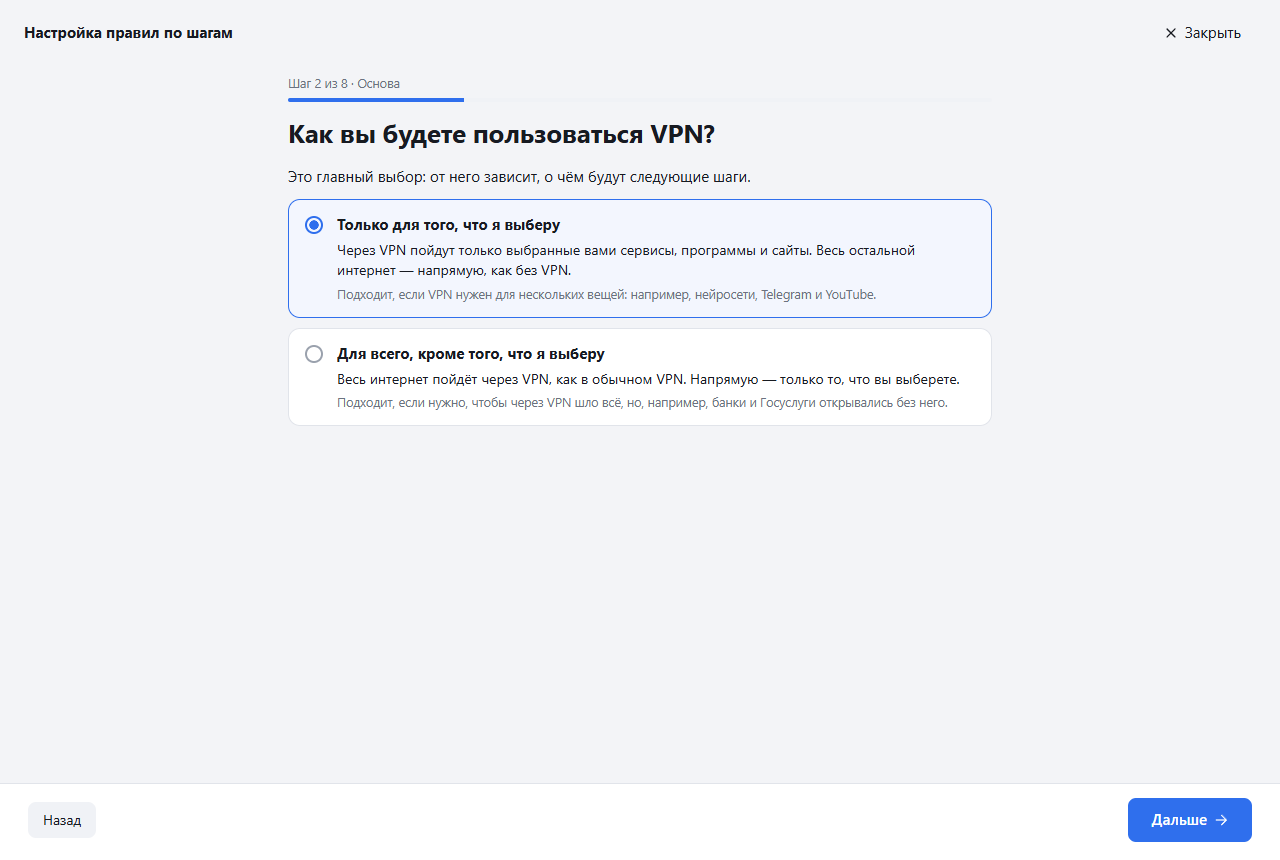 Настройка правил по шагам
Закрыть
Шаг 2 из 8 · Основа
Как вы будете пользоваться VPN?
Это главный выбор: от него зависит, о чём будут следующие шаги.
Только для того, что я выберу
Через VPN пойдут только выбранные вами сервисы, программы и сайты. Весь остальной
интернет — напрямую, как без VPN.
Подходит, если VPN нужен для нескольких вещей: например, нейросети, Telegram и YouTube.
Для всего, кроме того, что я выберу
Весь интернет пойдёт через VPN, как в обычном VPN. Напрямую — только то, что вы выберете.
Подходит, если нужно, чтобы через VPN шло всё, но, например, банки и Госуслуги открывались без него.
Назад
Дальше →